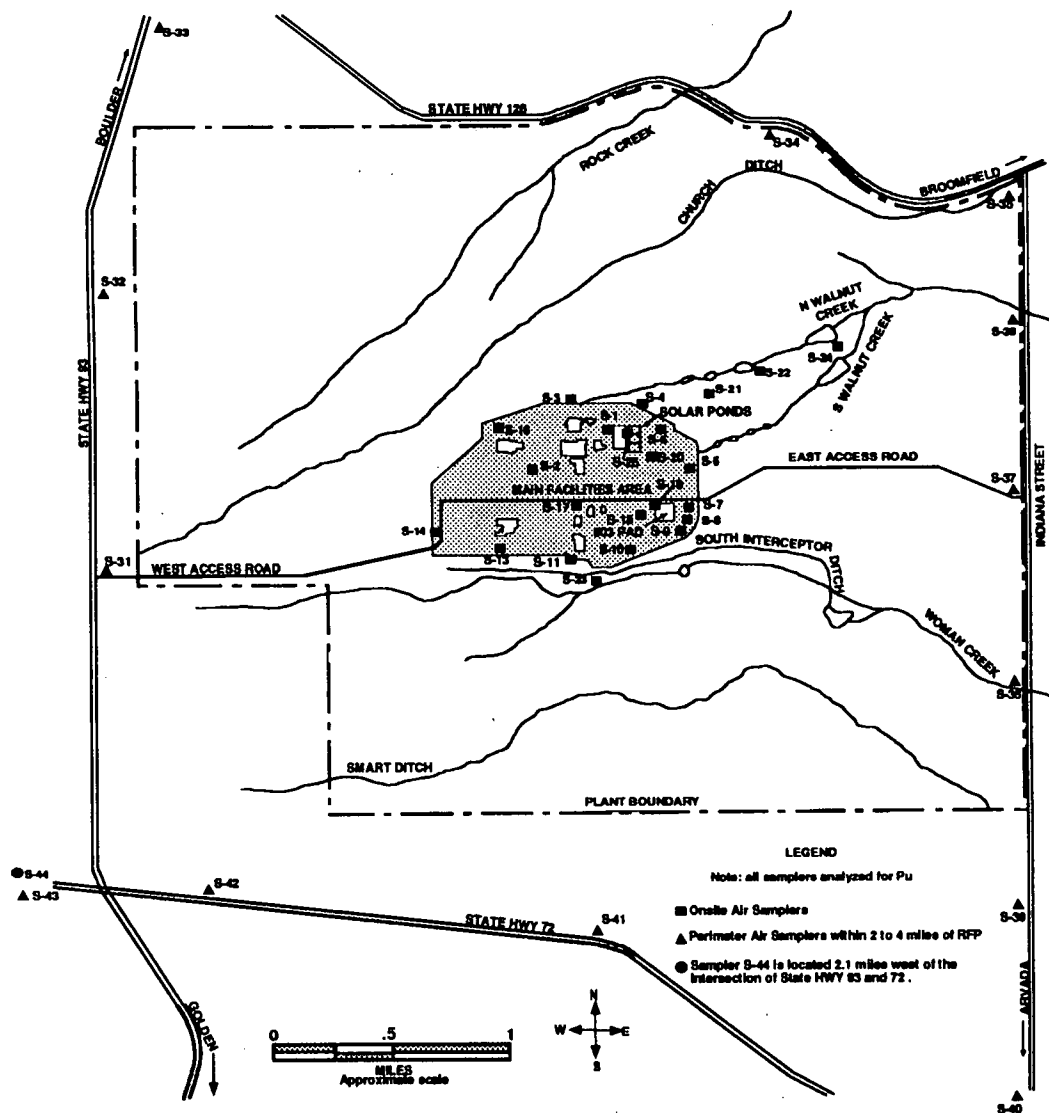 S-33
BOULDER
STATE HWY 128
S-34
ROCK CREEK
CHURCH
DITCH
BROOMFIELD
S-35
S-32
STATE HWY 93
N WALNUT
CREEK
S-24
S WALNUT CREEK
S-22
S-21
S-3
S-4
SOLAR PONDS
S-1
S-16
S-2
S-20
S-5
EAST ACCESS ROAD
S-37
INDIANA STREET
MAIN FACILITIES AREA
S-19
S-17
S-18
S-7
S-8
S-9
S-14
903 PAD
S-10
S-13
S-11
SOUTH INTERCEPTOR
DITCH
S-31
WEST ACCESS ROAD
WOMAN CREEK
SMART DITCH
PLANT BOUNDARY
S-44
S-43
S-42
STATE HWY 72
S-41
S-39
ARVADA
S-40
GOLDEN
LEGEND
Note: all samplers analyzed for Pu
Onsite Air Samplers
Perimeter Air Samplers within 2 to 4 miles of RFP
Sampler S-44 is located 2.1 miles west of the
intersection of State HWY 93 and 72 .
N
W E
S
0 .5 1
MILES
Approximate scale